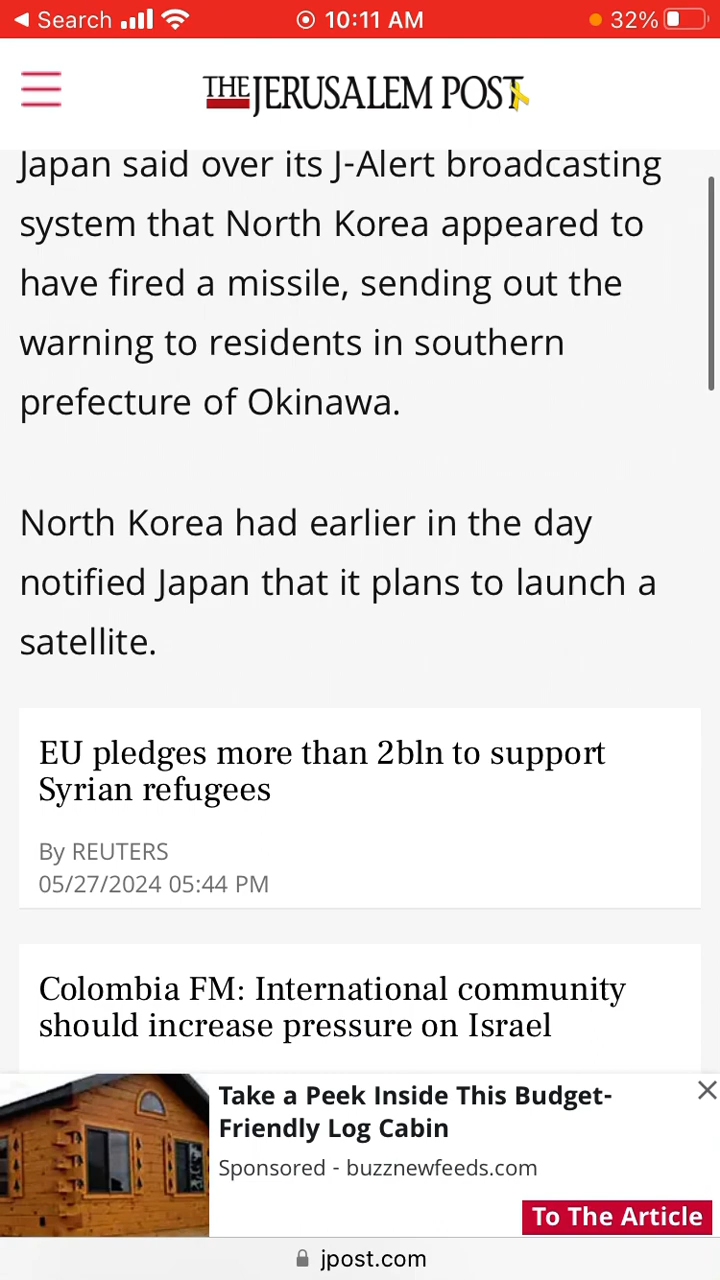 Search 10:11 AM 32%
THE JERUSALEM POST
Japan said over its J-Alert broadcasting
system that North Korea appeared to
have fired a missile, sending out the
warning to residents in southern
prefecture of Okinawa.
North Korea had earlier in the day
notified Japan that it plans to launch a
satellite.
EU pledges more than 2bln to support
Syrian refugees
By REUTERS
05/27/2024 05:44 PM
Colombia FM: International community
should increase pressure on Israel
Take a Peek Inside This Budget-
Friendly Log Cabin
Sponsored - buzznewfeeds.com
To The Article
jpost.com